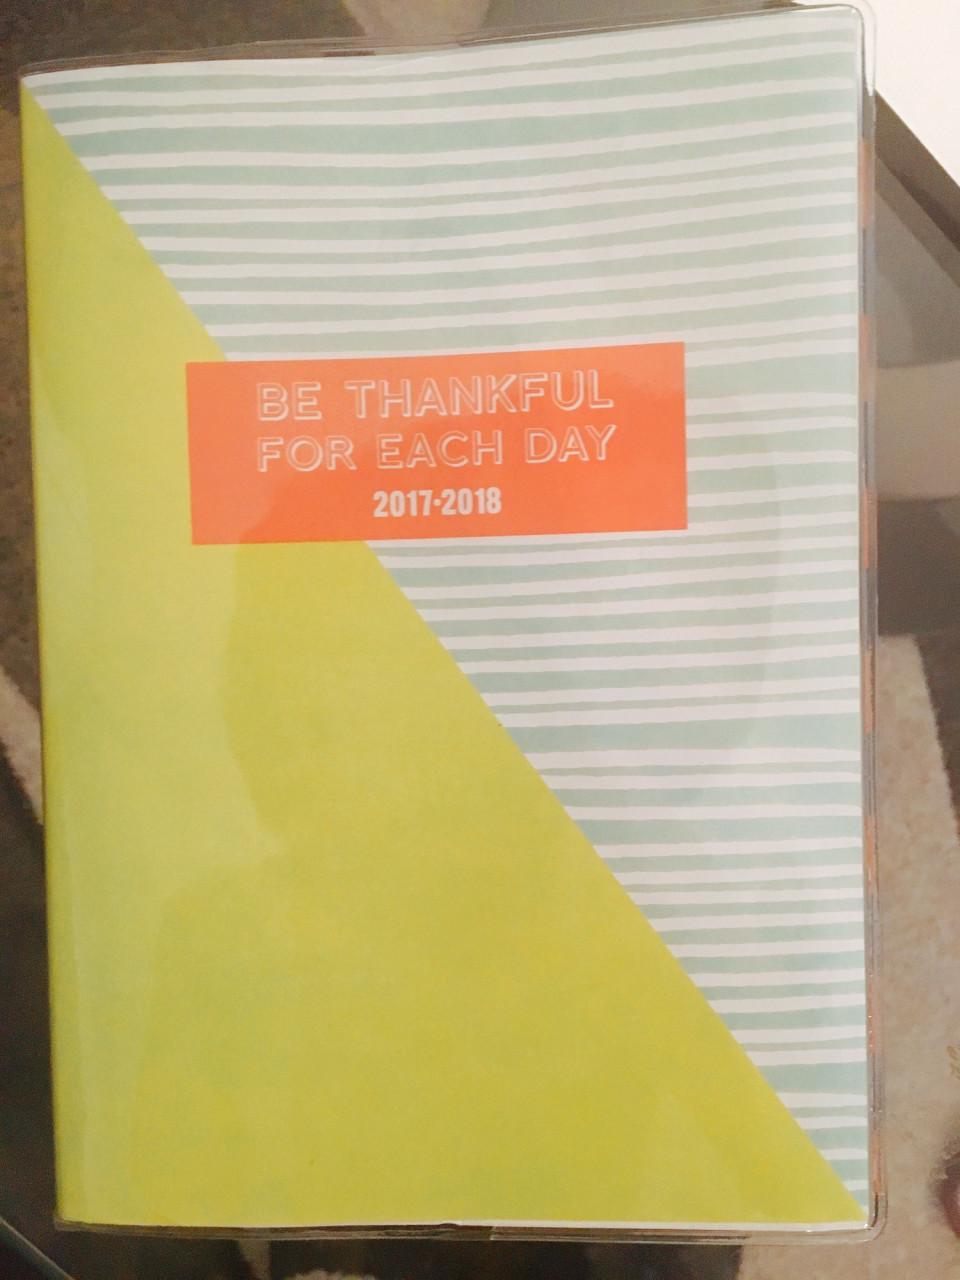 BE THANKFUL
FOR EACH DAY
2017·2018